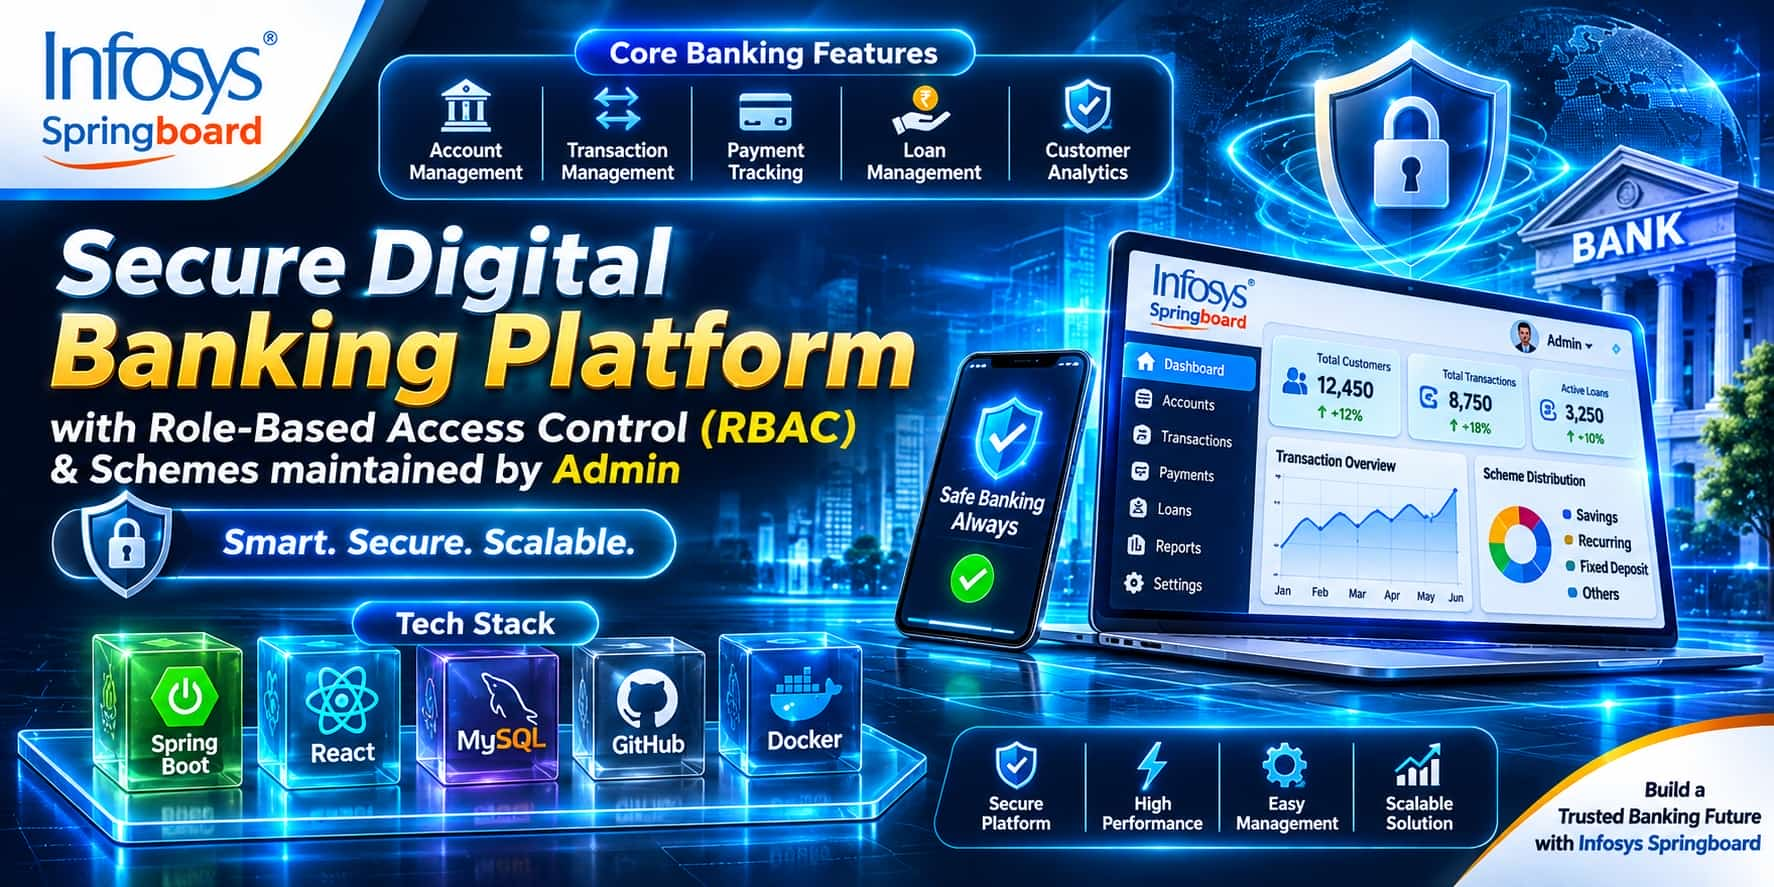 Infosys®
Springboard
Core Banking Features
Account
Management
Transaction
Management
Payment
Tracking
Loan
Management
Customer
Analytics
Secure Digital
Banking Platform
with Role-Based Access Control (RBAC)
& Schemes maintained by Admin
Smart. Secure. Scalable.
Tech Stack
Spring
Boot
React
MySQL
GitHub
Docker
BANK
Infosys®
Springboard
Admin
Dashboard
Accounts
Transactions
Payments
Loans
Reports
Settings
Total Customers
12,450
+12%
Total Transactions
8,750
+18%
Active Loans
3,250
+10%
Transaction Overview
Jan Feb Mar Apr May Jun
Scheme Distribution
Savings
Recurring
Fixed Deposit
Others
Safe Banking
Always
Secure
Platform
High
Performance
Easy
Management
Scalable
Solution
Build a
Trusted Banking Future
with Infosys Springboard